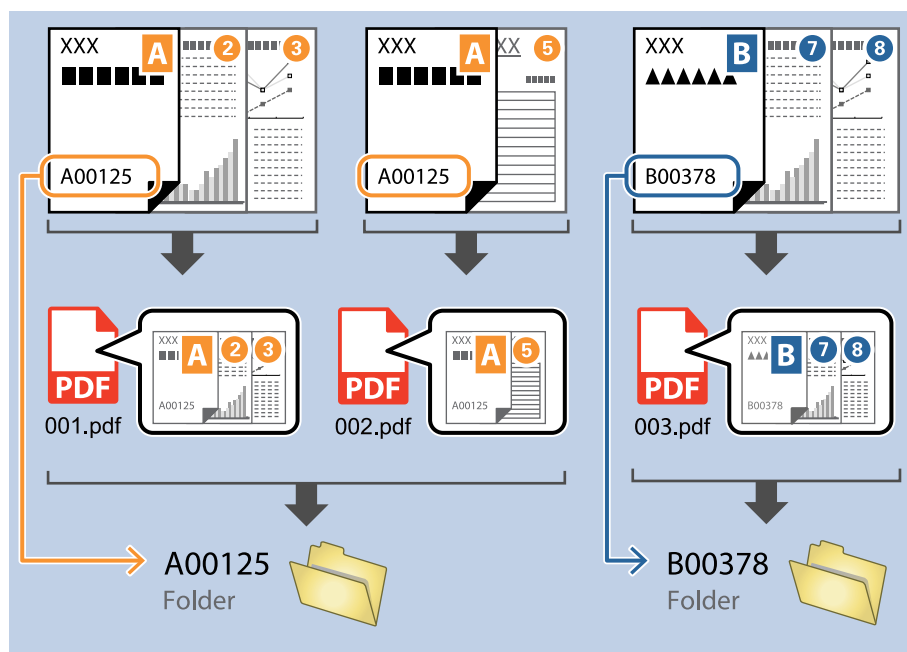 XXX A 2 3
A00125
XXX A XX 5
A00125
XXX B 7 8
B00378
PDF
001.pdf
XXX A 2 3
A00125
PDF
002.pdf
XXX A 5
A00125
PDF
003.pdf
XXX B 7 8
B00378
A00125
Folder
B00378
Folder